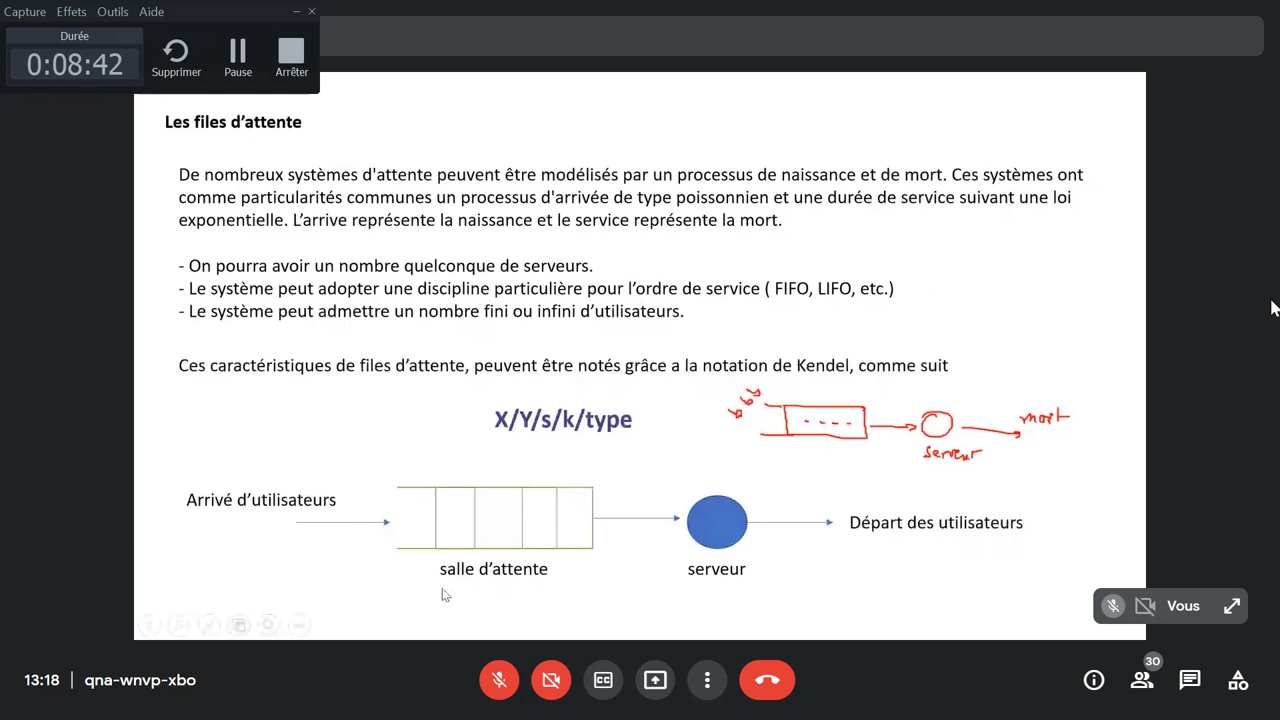 Capture Effets Outils Aide
Durée
0:08:42
Supprimer Pause Arrêter
Les files d'attente
De nombreux systèmes d'attente peuvent être modélisés par un processus de naissance et de mort. Ces systèmes ont
comme particularités communes un processus d'arrivée de type poissonnien et une durée de service suivant une loi
exponentielle. L'arrive représente la naissance et le service représente la mort.
- On pourra avoir un nombre quelconque de serveurs.
- Le système peut adopter une discipline particulière pour l'ordre de service ( FIFO, LIFO, etc.)
- Le système peut admettre un nombre fini ou infini d'utilisateurs.
Ces caractéristiques de files d'attente, peuvent être notés grâce a la notation de Kendel, comme suit
X/Y/s/k/type
mort
serveur
Arrivé d'utilisateurs
Départ des utilisateurs
salle d'attente
serveur
Vous
13:18 | qna-wnvp-xbo
30